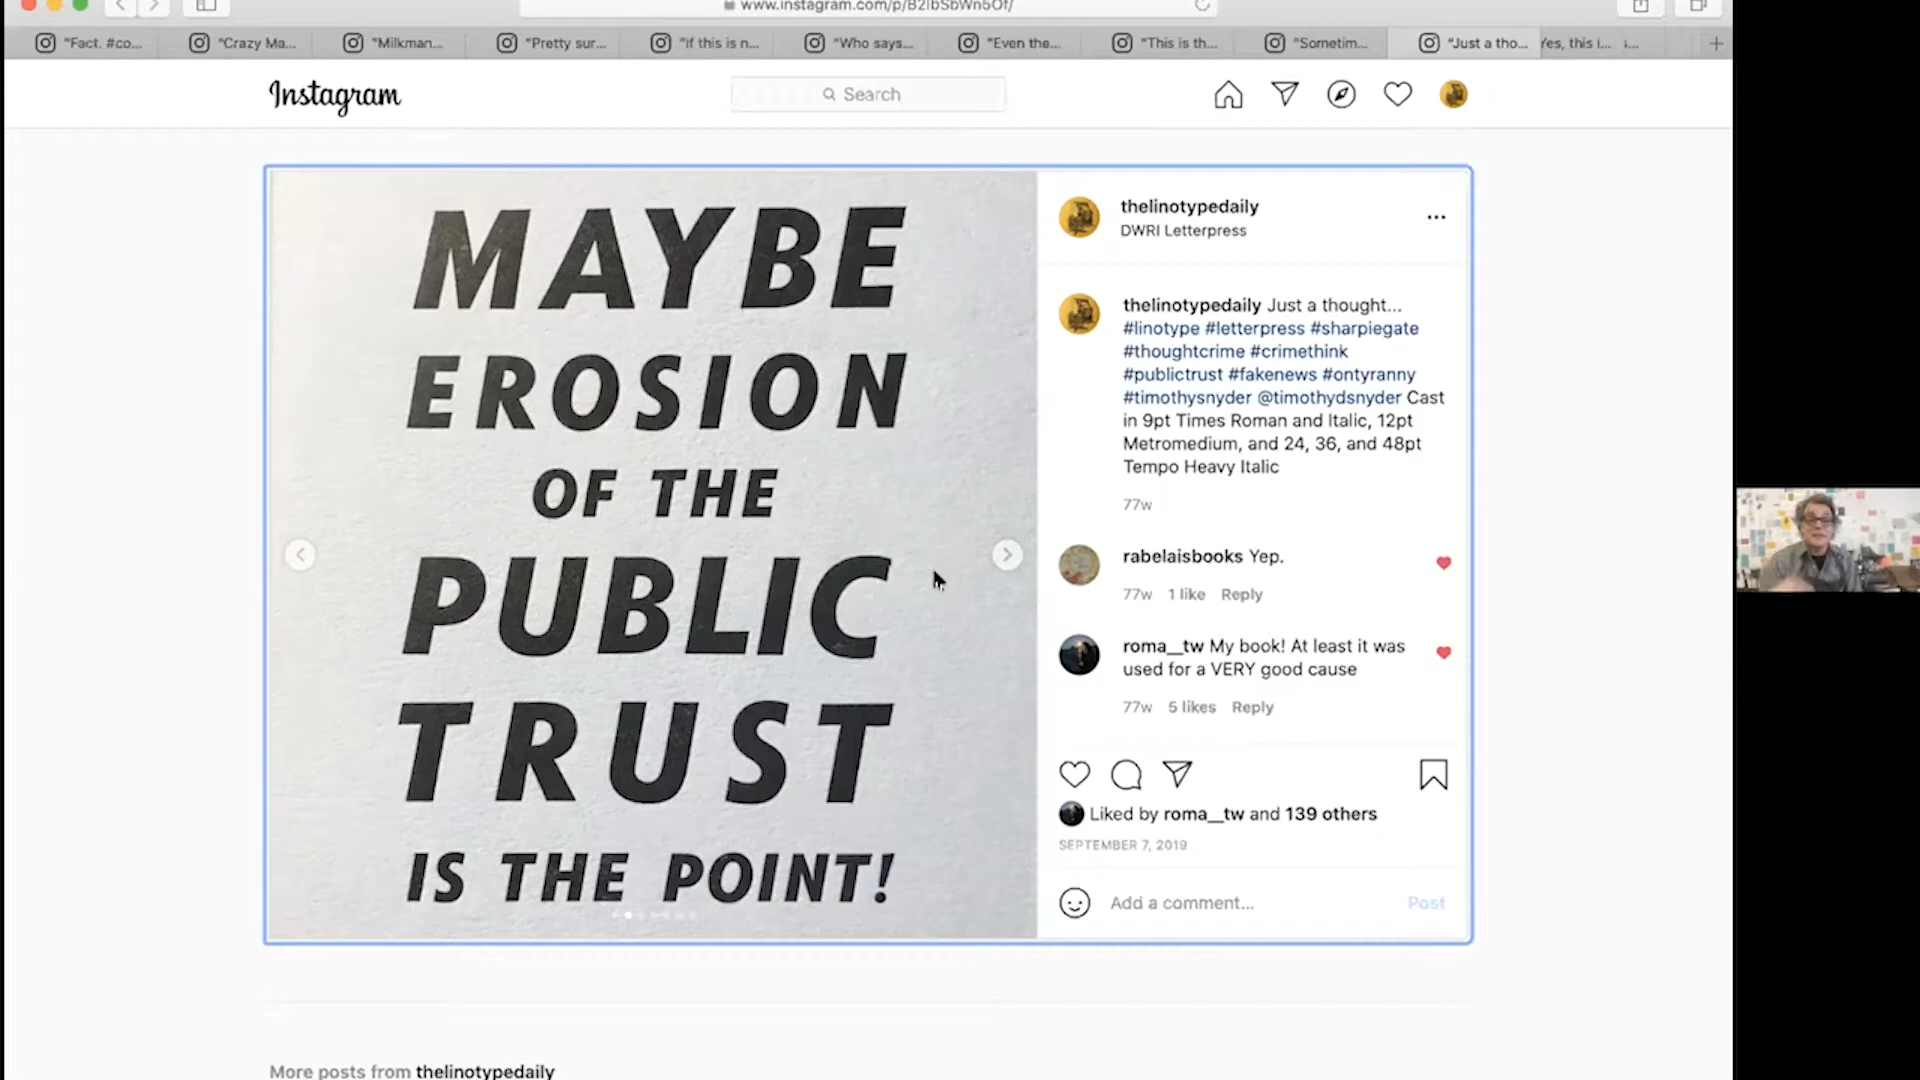 www.instagram.com/p/B2IbSbWn5Of/
"Fact. #co...
"Crazy Ma...
"Milkman...
"Pretty sur...
"if this is n...
"Who says...
"Even the...
"This is th...
"Sometim...
"Just a tho...
Yes, this i...
Instagram
Search
MAYBE
EROSION
OF THE
PUBLIC
TRUST
IS THE POINT!
thelinotypedaily
DWRI Letterpress
thelinotypedaily Just a thought...
#linotype #letterpress #sharpiegate
#thoughtcrime #crimethink
#publictrust #fakenews #ontyranny
#timothysnyder @timothydsnyder Cast
in 9pt Times Roman and Italic, 12pt
Metromedium, and 24, 36, and 48pt
Tempo Heavy Italic
77w
rabelaisbooks Yep.
77w 1 like Reply
roma__tw My book! At least it was
used for a VERY good cause
77w 5 likes Reply
Liked by roma__tw and 139 others
SEPTEMBER 7, 2019
Add a comment... Post
More posts from thelinotypedaily